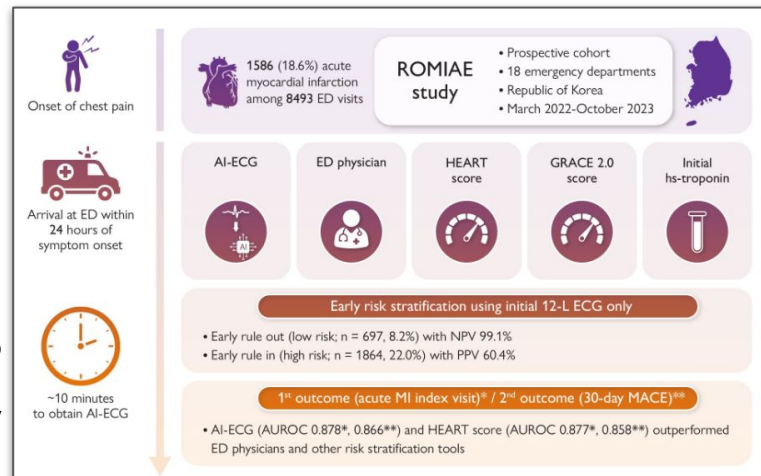 Onset of chest pain
1586 (18.6%) acute
myocardial infarction
among 8493 ED visits
ROMIAE
study
• Prospective cohort
• 18 emergency departments
• Republic of Korea
• March 2022-October 2023
Arrival at ED within
24 hours of
symptom onset
AI-ECG
ED physician
HEART
score
GRACE 2.0
score
Initial
hs-troponin
AI
~10 minutes
to obtain AI-ECG
Early risk stratification using initial 12-L ECG only
• Early rule out (low risk; n = 697, 8.2%) with NPV 99.1%
• Early rule in (high risk; n = 1864, 22.0%) with PPV 60.4%
1st outcome (acute MI index visit)* / 2nd outcome (30-day MACE)**
• AI-ECG (AUROC 0.878*, 0.866**) and HEART score (AUROC 0.877*, 0.858**) outperformed
ED physicians and other risk stratification tools